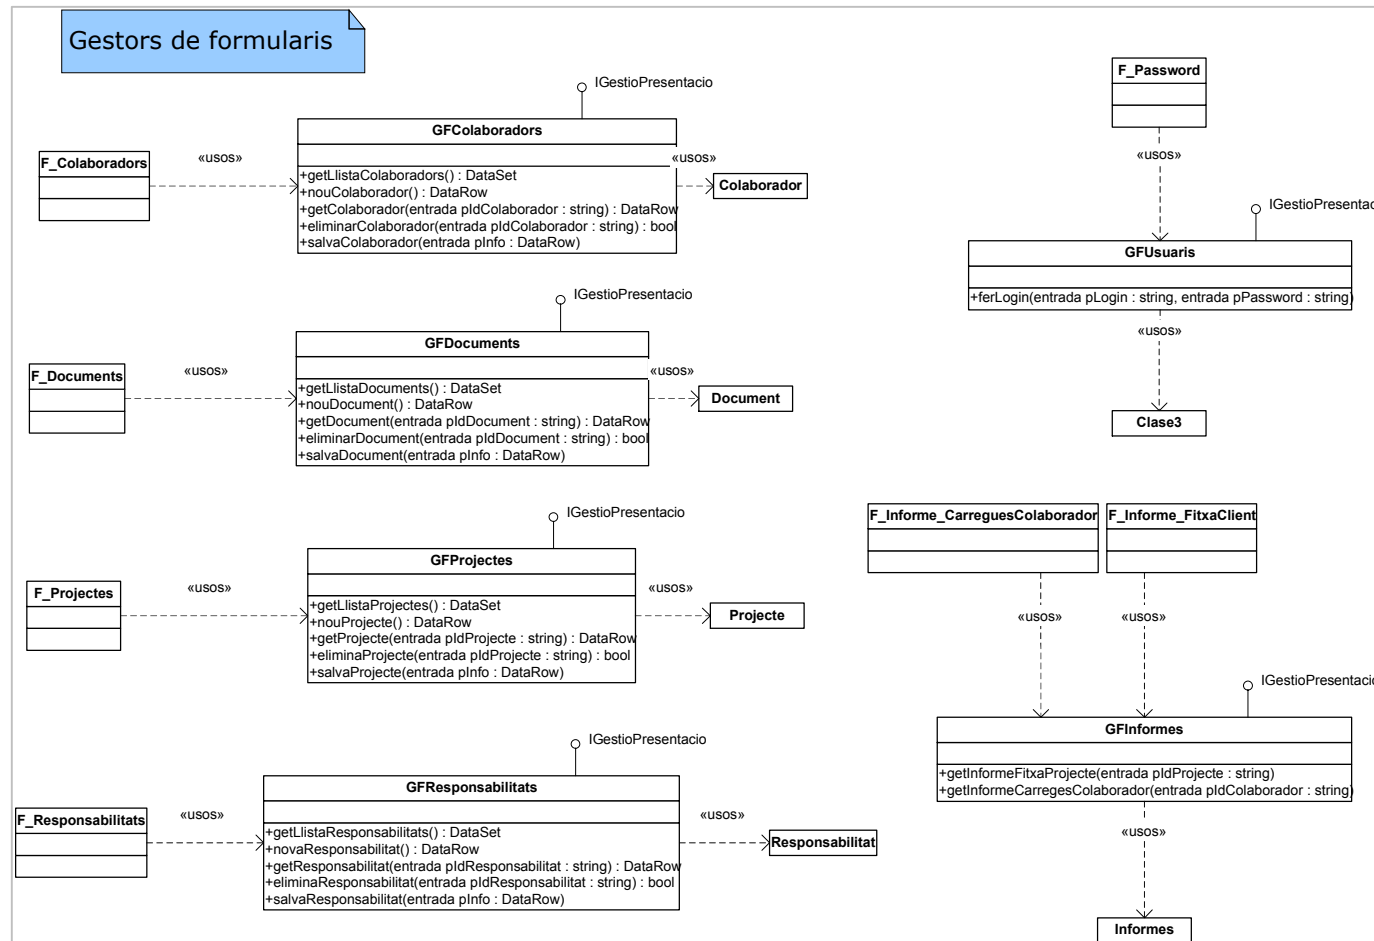 Gestors de formularis
IGestioPresentacio
GFColaboradors
F_Colaboradors
«usos»
«usos»
+getLlistaColaboradors() : DataSet
+nouColaborador() : DataRow
+getColaborador(entrada pIdColaborador : string) : DataRow
+eliminarColaborador(entrada pIdColaborador : string) : bool
+salvaColaborador(entrada pInfo : DataRow)
Colaborador
IGestioPresentacio
GFDocuments
F_Documents
«usos»
«usos»
+getLlistaDocuments() : DataSet
+nouDocument() : DataRow
+getDocument(entrada pIdDocument : string) : DataRow
+eliminarDocument(entrada pIdDocument : string) : bool
+salvaDocument(entrada pInfo : DataRow)
Document
IGestioPresentacio
GFProjectes
F_Projectes
«usos»
«usos»
+getLlistaProjectes() : DataSet
+nouProjecte() : DataRow
+getProjecte(entrada pIdProjecte : string) : DataRow
+eliminaProjecte(entrada pIdProjecte : string) : bool
+salvaProjecte(entrada pInfo : DataRow)
Projecte
IGestioPresentacio
GFResponsabilitats
F_Responsabilitats
«usos»
«usos»
+getLlistaResponsabilitats() : DataSet
+novaResponsabilitat() : DataRow
+getResponsabilitat(entrada pIdResponsabilitat : string) : DataRow
+eliminaResponsabilitat(entrada pIdResponsabilitat : string) : bool
+salvaResponsabilitat(entrada pInfo : DataRow)
Responsabilitat
F_Password
«usos»
IGestioPresentaci
GFUsuaris
+ferLogin(entrada pLogin : string, entrada pPassword : string)
«usos»
Clase3
F_Informe_CarreguesColaborador
F_Informe_FitxaClient
«usos»
«usos»
IGestioPresentaci
GFInformes
+getInformeFitxaProjecte(entrada pIdProjecte : string)
+getInformeCarregesColaborador(entrada pIdColaborador : string)
«usos»
Informes